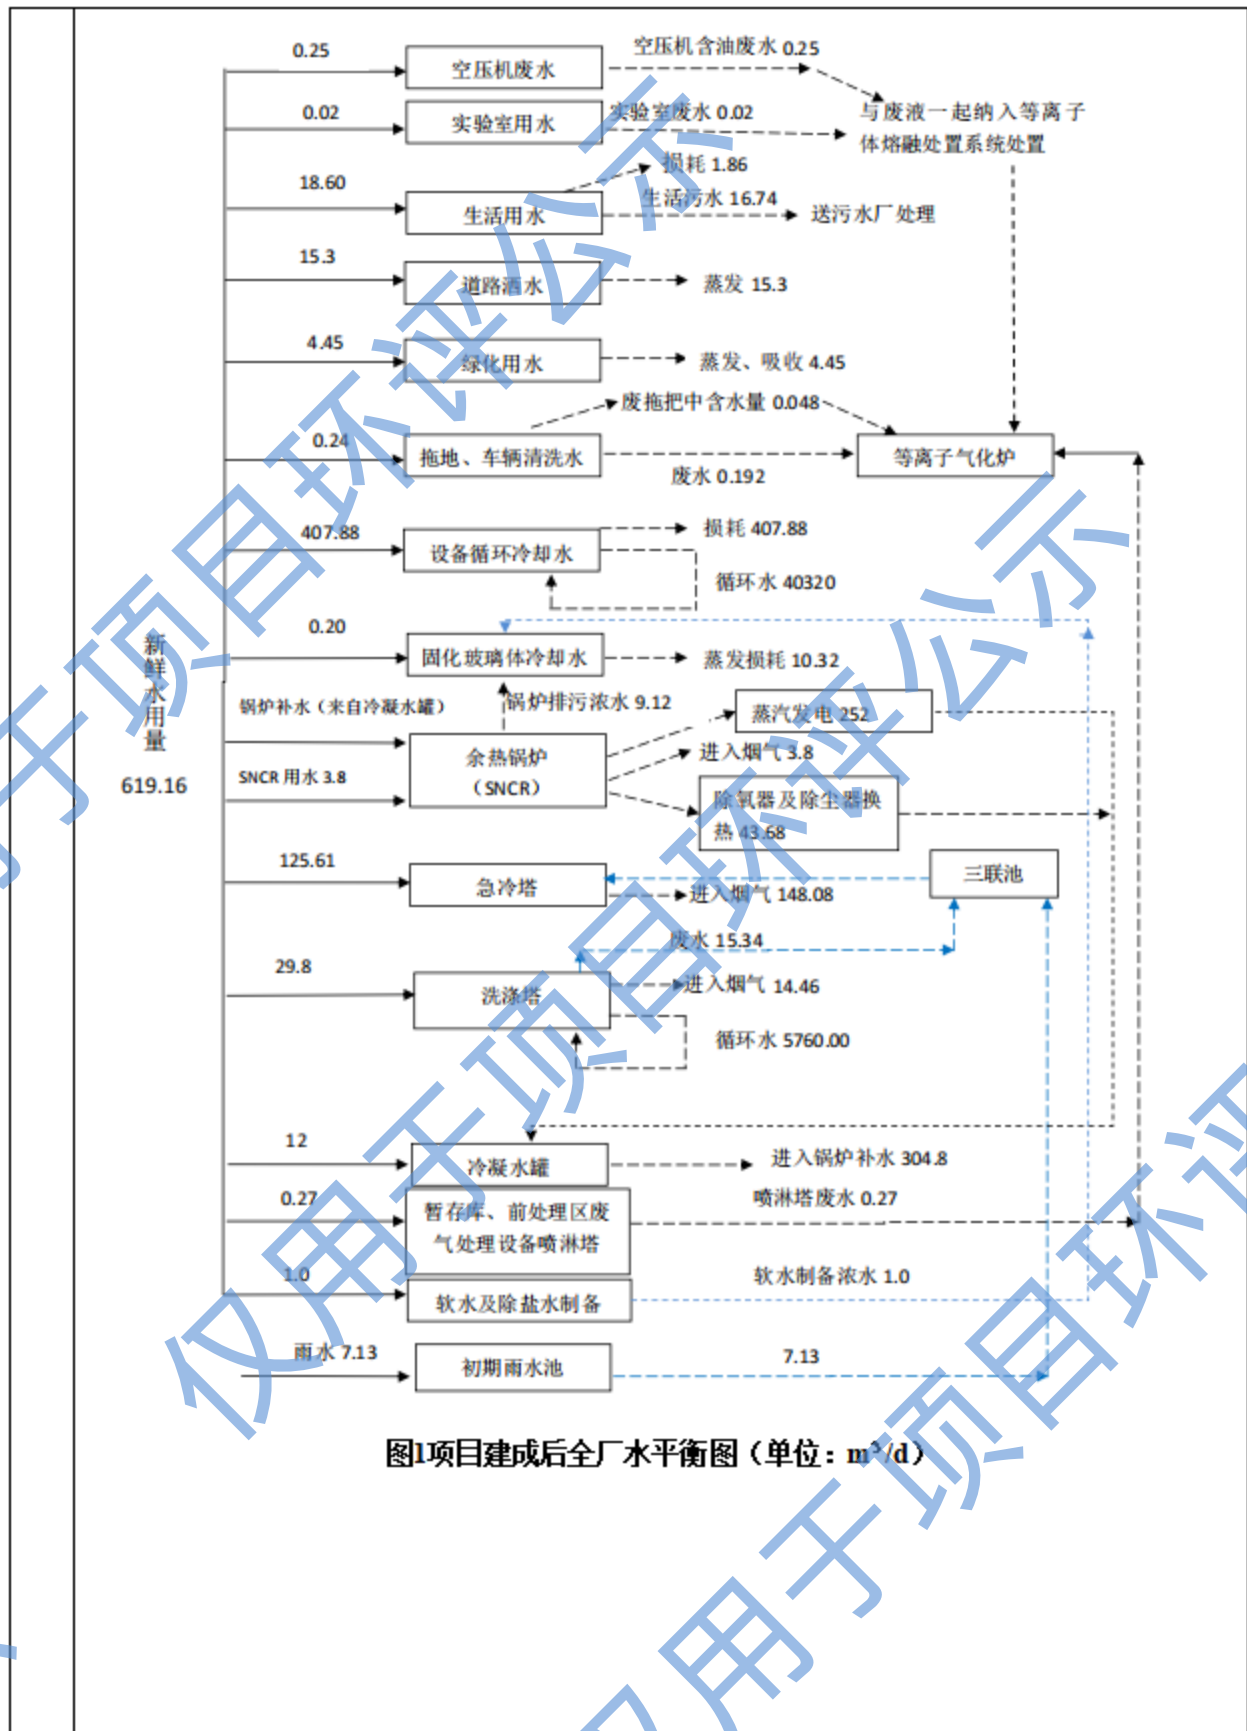 0.25
空压机废水
空压机含油废水 0.25
0.02
实验室用水
实验室废水 0.02
与废液一起纳入等离子
体熔融处置系统处置
18.60
生活用水
损耗 1.86
生活污水 16.74
送污水厂处理
15.3
道路洒水
蒸发 15.3
4.45
绿化用水
蒸发、吸收 4.45
0.24
拖地、车辆清洗水
废拖把中含水量 0.048
废水 0.192
等离子气化炉
407.88
设备循环冷却水
损耗 407.88
循环水 40320
新鲜水用量
619.16
0.20
固化玻璃体冷却水
蒸发损耗 10.32
锅炉排污浓水 9.12
锅炉补水（来自冷凝水罐）
SNCR 用水 3.8
余热锅炉
（SNCR）
蒸汽发电 252
进入烟气 3.8
除氧器及除尘器换
热 43.68
125.61
急冷塔
进入烟气 148.08
三联池
废水 15.34
29.8
洗涤塔
进入烟气 14.46
循环水 5760.00
12
冷凝水罐
进入锅炉补水 304.8
0.27
暂存库、前处理区废
气处理设备喷淋塔
喷淋塔废水 0.27
1.0
软水及除盐水制备
软水制备浓水 1.0
雨水 7.13
初期雨水池
7.13
图1项目建成后全厂水平衡图（单位：m³/d）
仅用于项目环评公示
仅用于项目环评公示
仅用于项目环评